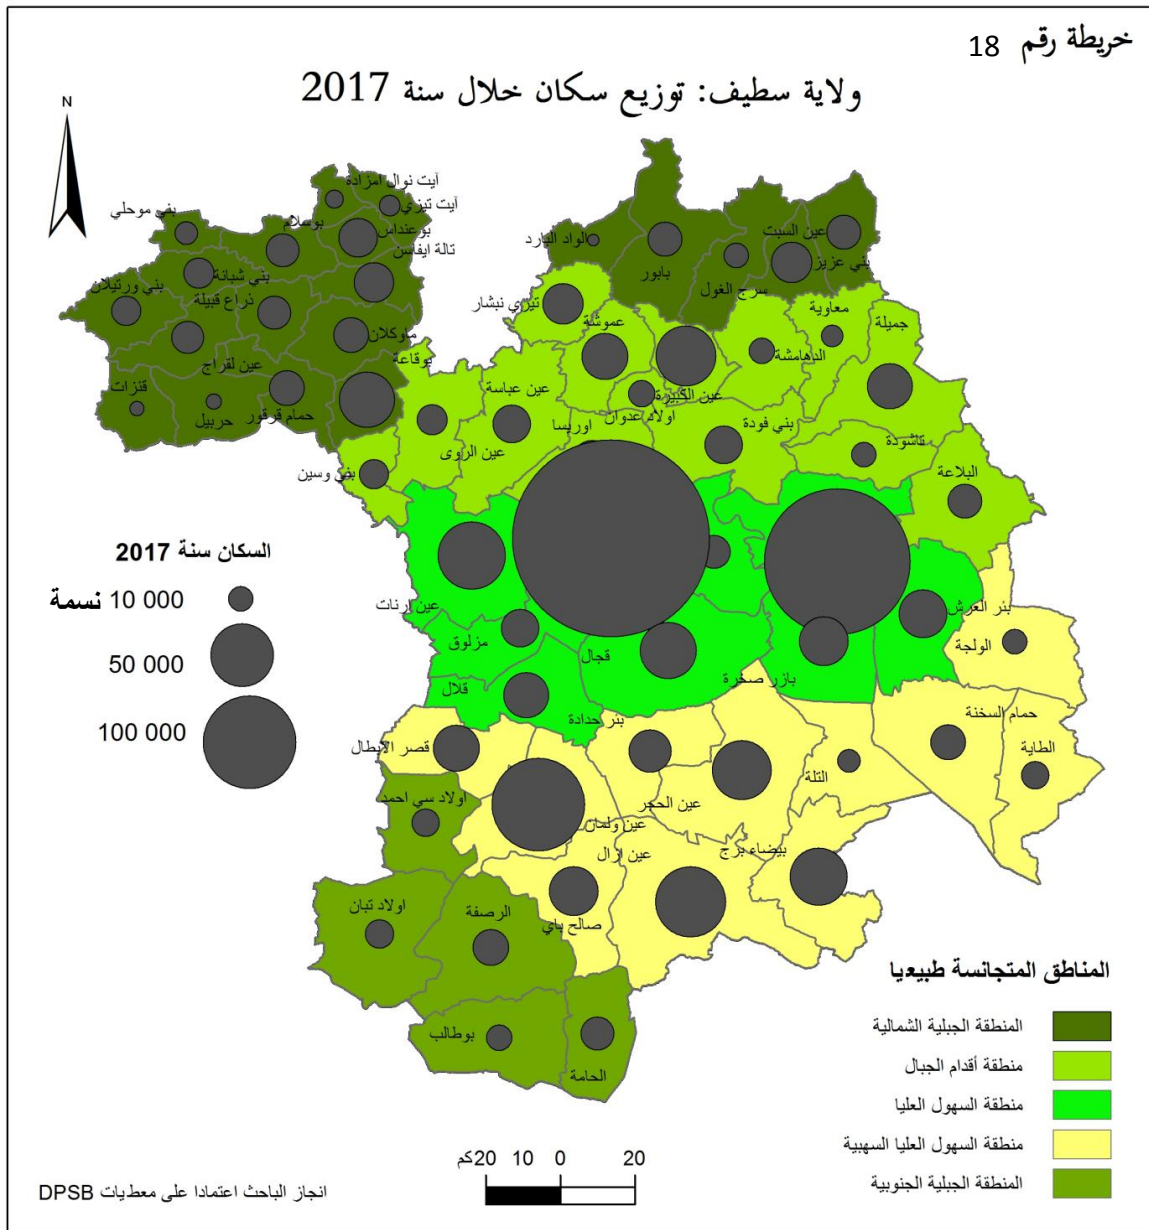 خريطة رقم 18
ولاية سطيف: توزيع سكان خلال سنة 2017
N
آيت نوال امزادة
آيت تيزي
بني موحلي
بوسلام
بوعنداس
تالة ايفاسن
بني شبانة
بني ورتيلان
ذراع قبيلة
ماوكلان
عين لقراج
بوقاعة
قنزات
حربيل
حمام قرقور
الواد البارد
بابور
سرج الغول
عين السبت
بني عزيز
تيزي نبشار
عموشة
معاوية
جميلة
الدهامشة
عين الكبيرة
اولاد عدوان
عين عباسة
اوريسا
عين الروى
بني فودة
تاشودة
البلاعة
بني وسين
عين ارنات
مزلوق
قجال
بازر صخرة
بئر العرش
الولجة
قلال
بئر حدادة
قصر الابطال
حمام السخنة
الطاية
التلة
عين الحجر
عين ولمان
عين ازال
بيضاء برج
صالح باي
اولاد سي احمد
اولاد تبان
الرصفة
بوطالب
الحامة
السكان سنة 2017
10 000 نسمة
50 000
100 000
المناطق المتجانسة طبيعيا
المنطقة الجبلية الشمالية
منطقة أقدام الجبال
منطقة السهول العليا
منطقة السهول العليا السهبية
المنطقة الجبلية الجنوبية
كم20 10 0 20
انجاز الباحث اعتمادا على معطيات DPSB